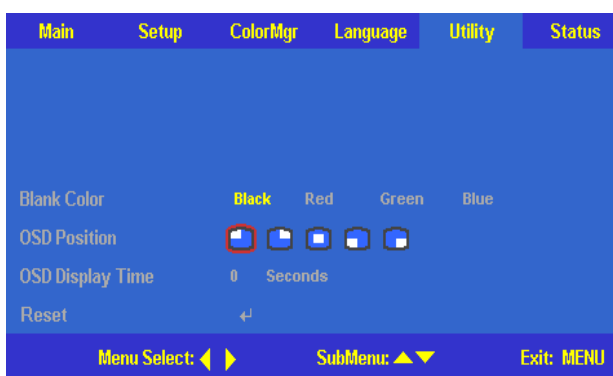 Main Setup ColorMgr Language Utility Status
Blank Color Black Red Green Blue
OSD Position
OSD Display Time 0 Seconds
Reset
Menu Select: SubMenu: Exit: MENU